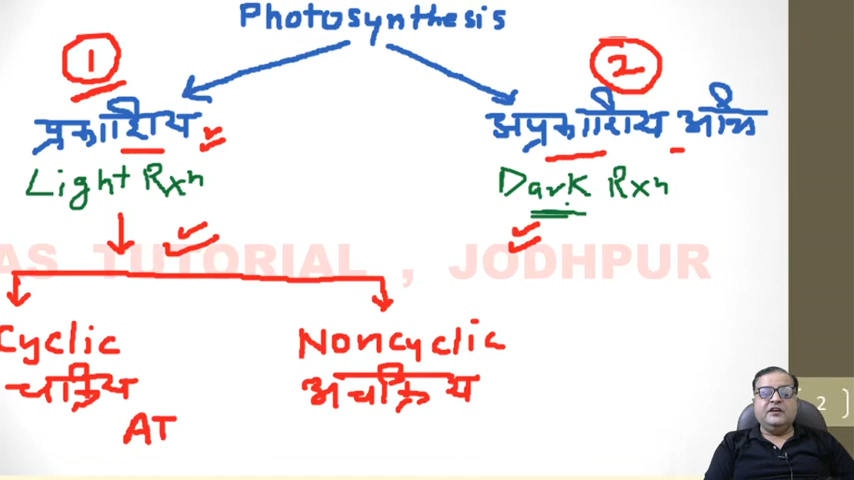 Photosynthesis
1
2
प्रकाशिय
अप्रकाशिय अभि
Light Rxn
Dark Rxn
AS TUTORIAL , JODHPUR
Cyclic
Noncyclic
चक्रिय
अचक्रिय
AT
2